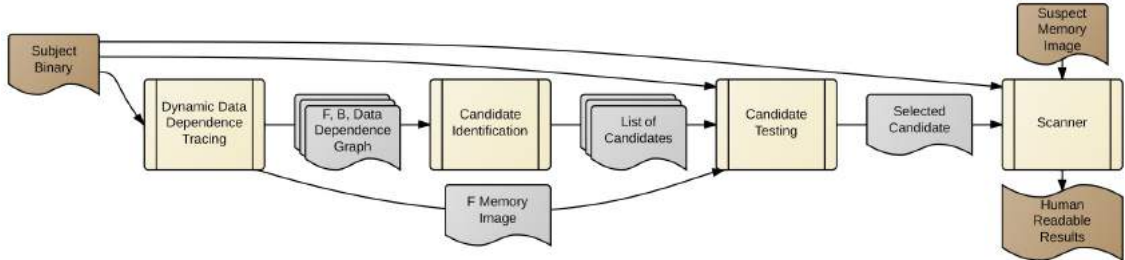 Subject
Binary
Dynamic Data
Dependence
Tracing
F, B, Data
Dependence
Graph
Candidate
Identification
List of
Candidates
F Memory
Image
Candidate
Testing
Selected
Candidate
Suspect
Memory
Image
Scanner
Human
Readable
Results